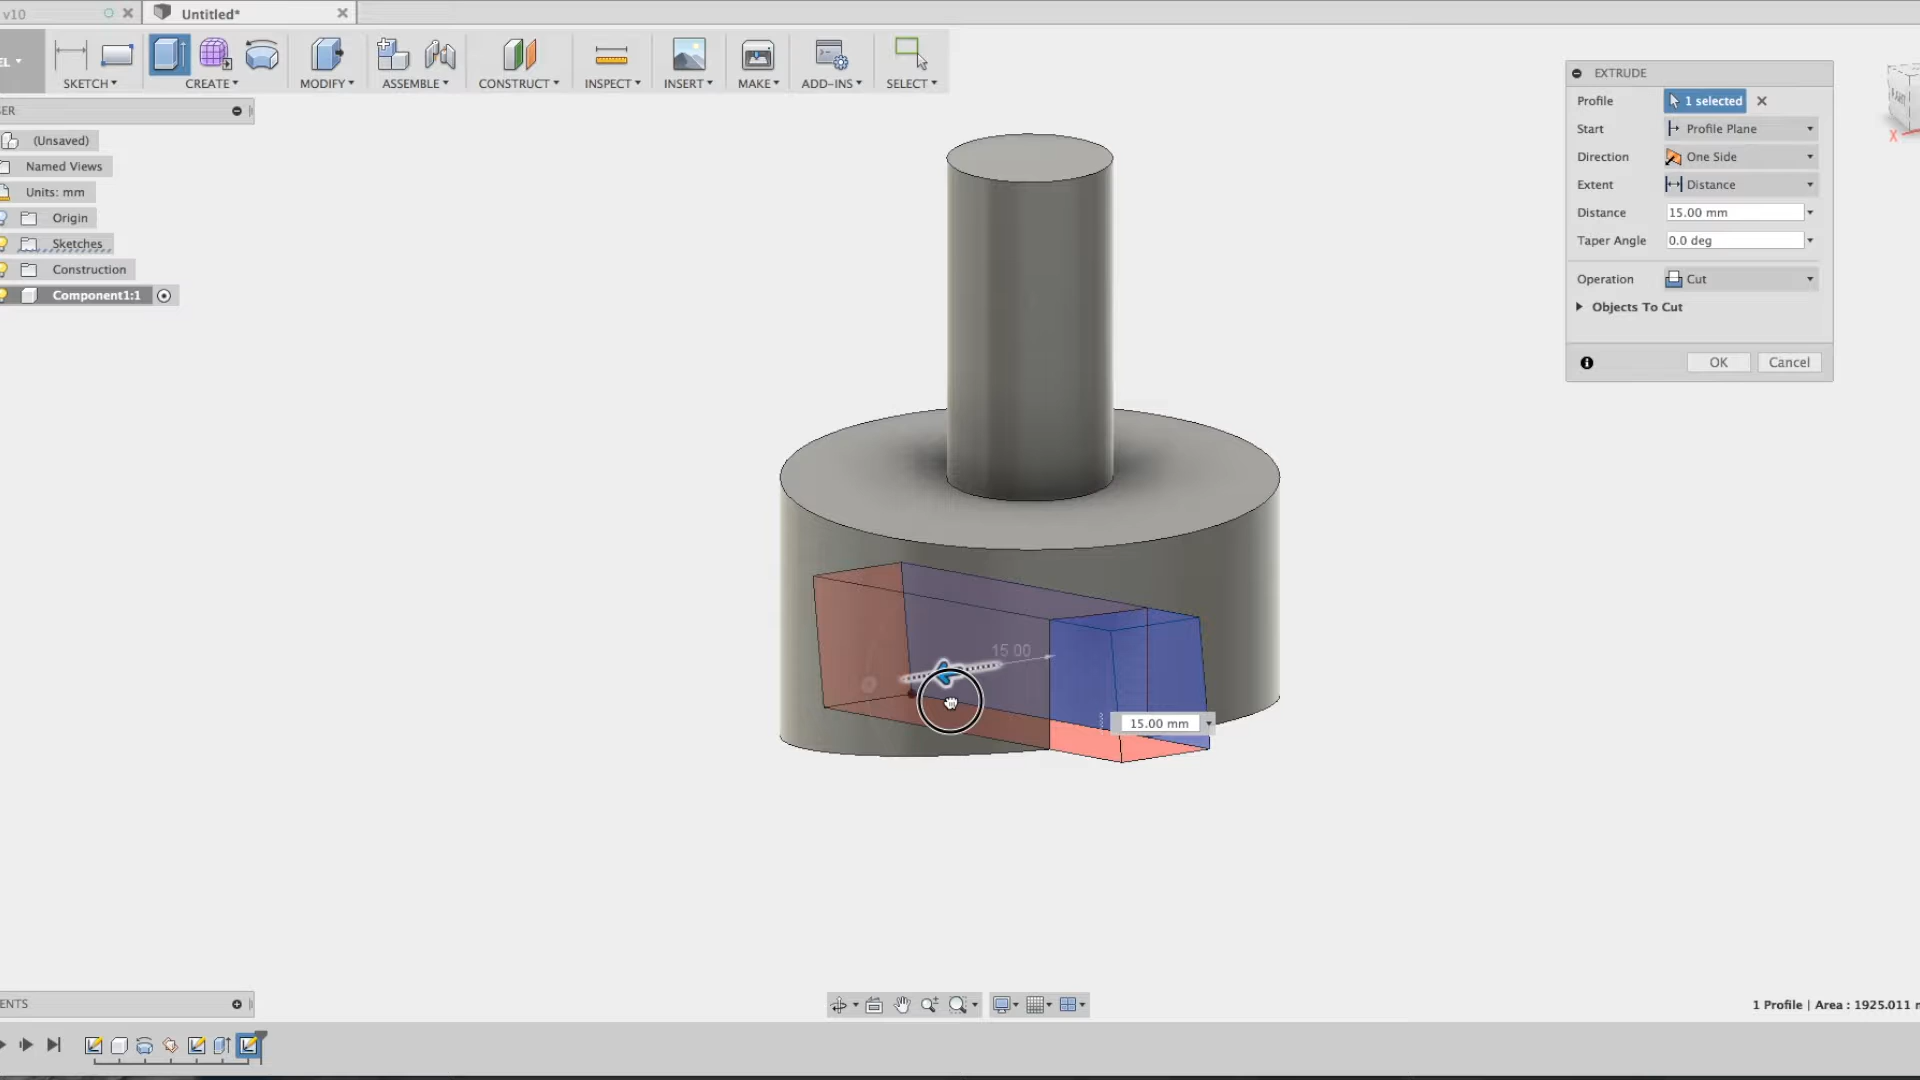 v10
Untitled*
EL
SKETCH
CREATE
MODIFY
ASSEMBLE
CONSTRUCT
INSPECT
INSERT
MAKE
ADD-INS
SELECT
SER
(Unsaved)
Named Views
Units: mm
Origin
Sketches
Construction
Component1:1
EXTRUDE
Profile 1 selected
Start Profile Plane
Direction One Side
Extent Distance
Distance 15.00 mm
Taper Angle 0.0 deg
Operation Cut
Objects To Cut
OK Cancel
X
15.00
15.00 mm
ENTS
1 Profile | Area : 1925.011 m